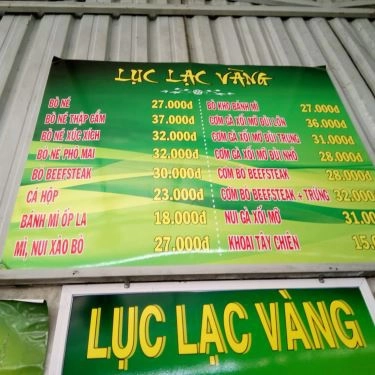 LỤC LẠC VÀNG
BÒ NÉ 27.000đ
BÒ NÉ THẬP CẨM 37.000đ
BÒ NÉ XÚC XÍCH 32.000đ
BÒ NÉ PHO MAI 32.000đ
BÒ BEEFSTEAK 30.000đ
CÁ HỘP 23.000đ
BÁNH MÌ ỐP LA 18.000đ
MÌ, NUI XÀO BÒ 27.000đ
BÒ KHO BÁNH MÌ 27.000đ
CƠM GÀ XỐI MỠ ĐÙI LỚN 36.000đ
CƠM GÀ XỐI MỠ ĐÙI TRUNG 31.000đ
CƠM GÀ XỐI MỠ ĐÙI NHỎ 28.000đ
CƠM BÒ BEEFSTEAK 28.000đ
CƠM BÒ BEEFSTEAK + TRỨNG 32.000đ
NUI GÀ XỐI MỠ 31.00
KHOAI TÂY CHIÊN 15.0
LỤC LẠC VÀNG